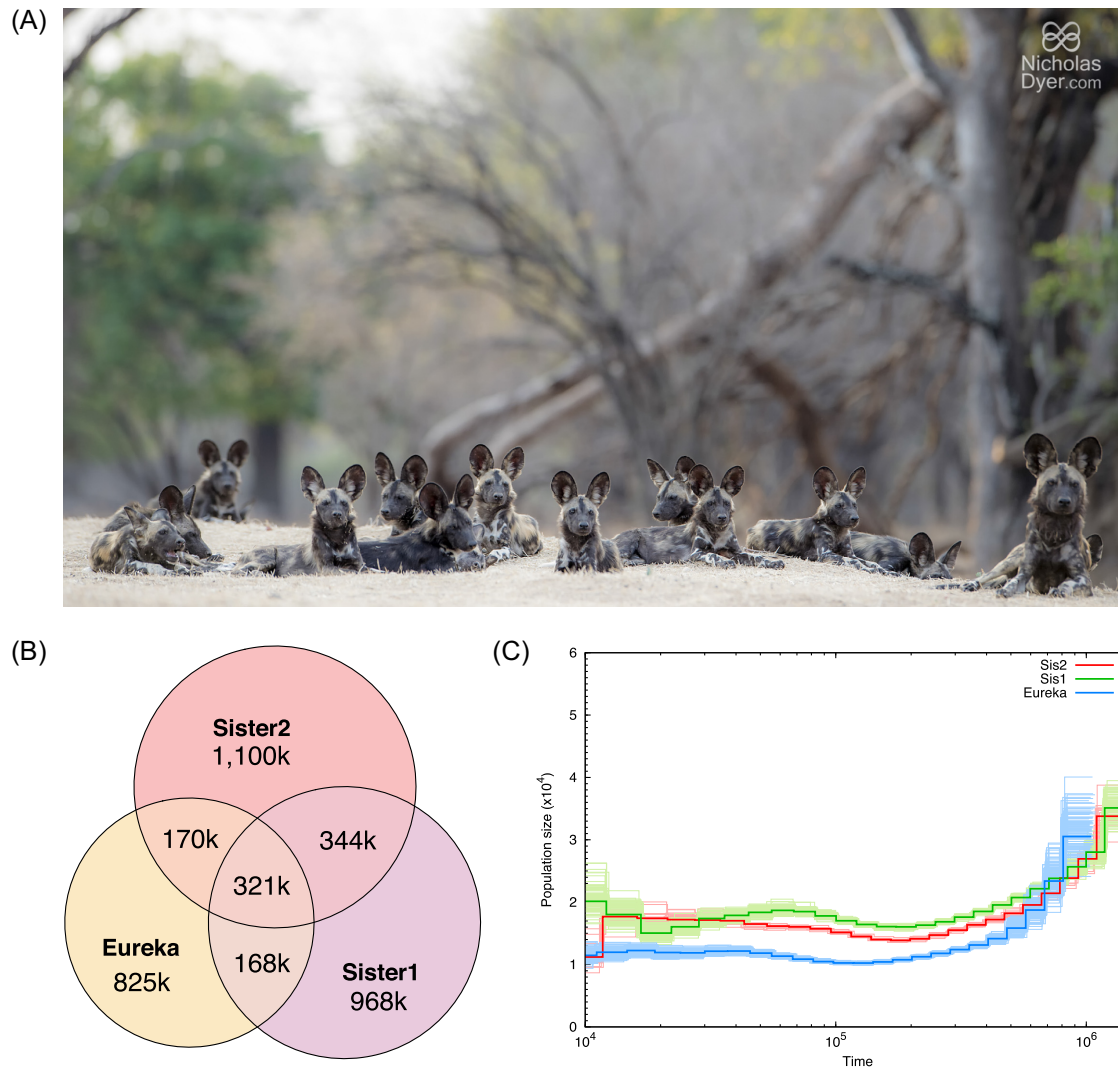 (A)
Nicholas
Dyer.com
(B)
Sister2
1,100k
170k
344k
321k
Eureka
825k
168k
Sister1
968k
(C)
Sis2
Sis1
Eureka
Population size (x10⁴)
6
5
4
3
2
1
0
10⁴
10⁵
10⁶
Time